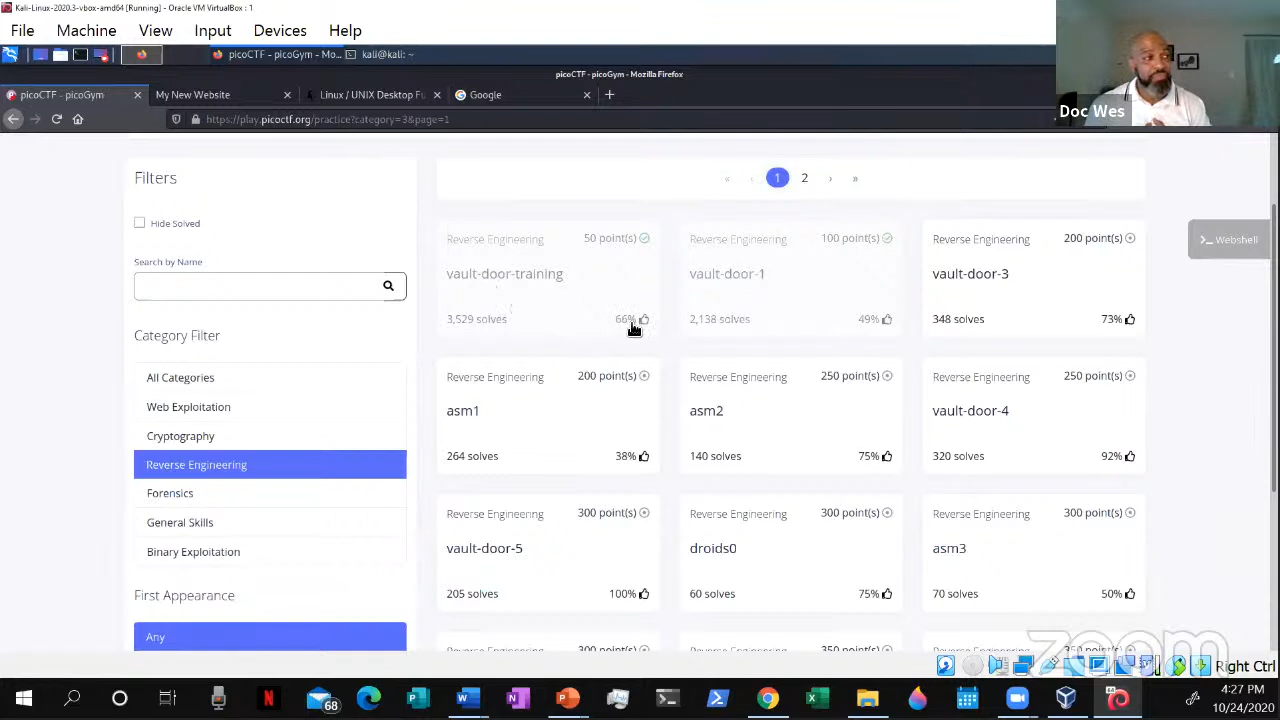 Kali-Linux-2020.3-vbox-amd64 [Running] - Oracle VM VirtualBox : 1
File Machine View Input Devices Help
picoCTF - picoGym - Mo... kali@kali: ~
picoCTF - picoGym - Mozilla Firefox
picoCTF - picoGym My New Website Linux / UNIX Desktop Fu Google
https://play.picoctf.org/practice?category=3&page=1
Doc Wes
Filters
« ‹ 1 2 › »
Hide Solved
Search by Name
Category Filter
All Categories
Web Exploitation
Cryptography
Reverse Engineering
Forensics
General Skills
Binary Exploitation
First Appearance
Any
Reverse Engineering 50 point(s)
vault-door-training
3,529 solves 66%
Reverse Engineering 100 point(s)
vault-door-1
2,138 solves 49%
Reverse Engineering 200 point(s)
vault-door-3
348 solves 73%
Reverse Engineering 200 point(s)
asm1
264 solves 38%
Reverse Engineering 250 point(s)
asm2
140 solves 75%
Reverse Engineering 250 point(s)
vault-door-4
320 solves 92%
Reverse Engineering 300 point(s)
vault-door-5
205 solves 100%
Reverse Engineering 300 point(s)
droids0
60 solves 75%
Reverse Engineering 300 point(s)
asm3
70 solves 50%
>_ Webshell
zoom
Right Ctrl
68
4:27 PM
10/24/2020